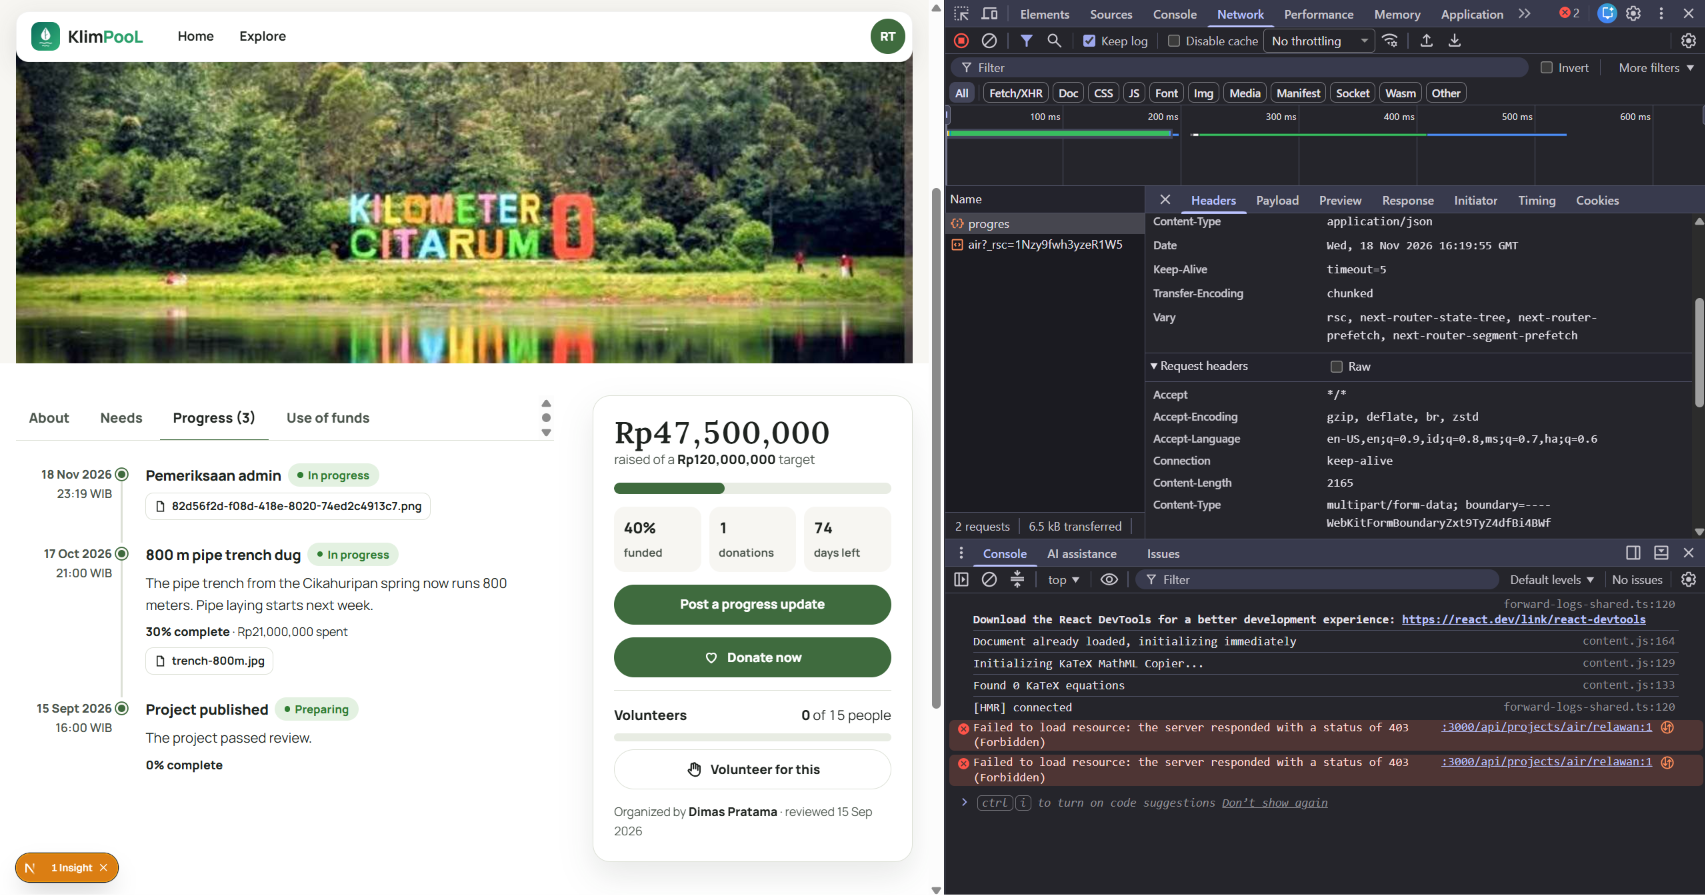 KlimPooL
Home
Explore
RT
KILOMETER 0
CITARUM
About
Needs
Progress (3)
Use of funds
18 Nov 2026
23:19 WIB
Pemeriksaan admin
In progress
82d56f2d-f08d-418e-8020-74ed2c4913c7.png
17 Oct 2026
21:00 WIB
800 m pipe trench dug
In progress
The pipe trench from the Cikahuripan spring now runs 800
meters. Pipe laying starts next week.
30% complete · Rp21,000,000 spent
trench-800m.jpg
15 Sept 2026
16:00 WIB
Project published
Preparing
The project passed review.
0% complete
Rp47,500,000
raised of a Rp120,000,000 target
40%
funded
1
donations
74
days left
Post a progress update
Donate now
Volunteers
0 of 15 people
Volunteer for this
Organized by Dimas Pratama · reviewed 15 Sep
2026
N
1 Insight
Elements
Sources
Console
Network
Performance
Memory
Application
2
Keep log
Disable cache
No throttling
Filter
Invert
More filters
All
Fetch/XHR
Doc
CSS
JS
Font
Img
Media
Manifest
Socket
Wasm
Other
100 ms
200 ms
300 ms
400 ms
500 ms
600 ms
Name
progres
air?_rsc=1Nzy9fwh3yzeR1W5
2 requests
6.5 kB transferred
Headers
Payload
Preview
Response
Initiator
Timing
Cookies
Content-Type
application/json
Date
Wed, 18 Nov 2026 16:19:55 GMT
Keep-Alive
timeout=5
Transfer-Encoding
chunked
Vary
rsc, next-router-state-tree, next-router-
prefetch, next-router-segment-prefetch
Request headers
Raw
Accept
*/*
Accept-Encoding
gzip, deflate, br, zstd
Accept-Language
en-US,en;q=0.9,id;q=0.8,ms;q=0.7,ha;q=0.6
Connection
keep-alive
Content-Length
2165
Content-Type
multipart/form-data; boundary=----
WebKitFormBoundaryZxt9TyZ4dfBi4BWf
Console
AI assistance
Issues
top
Filter
Default levels
No issues
forward-logs-shared.ts:120
Download the React DevTools for a better development experience: https://react.dev/link/react-devtools
Document already loaded, initializing immediately
content.js:164
Initializing KaTeX MathML Copier...
content.js:129
Found 0 KaTeX equations
content.js:133
[HMR] connected
forward-logs-shared.ts:120
Failed to load resource: the server responded with a status of 403
(Forbidden)
:3000/api/projects/air/relawan:1
Failed to load resource: the server responded with a status of 403
(Forbidden)
:3000/api/projects/air/relawan:1
ctrl i to turn on code suggestions Don't show again